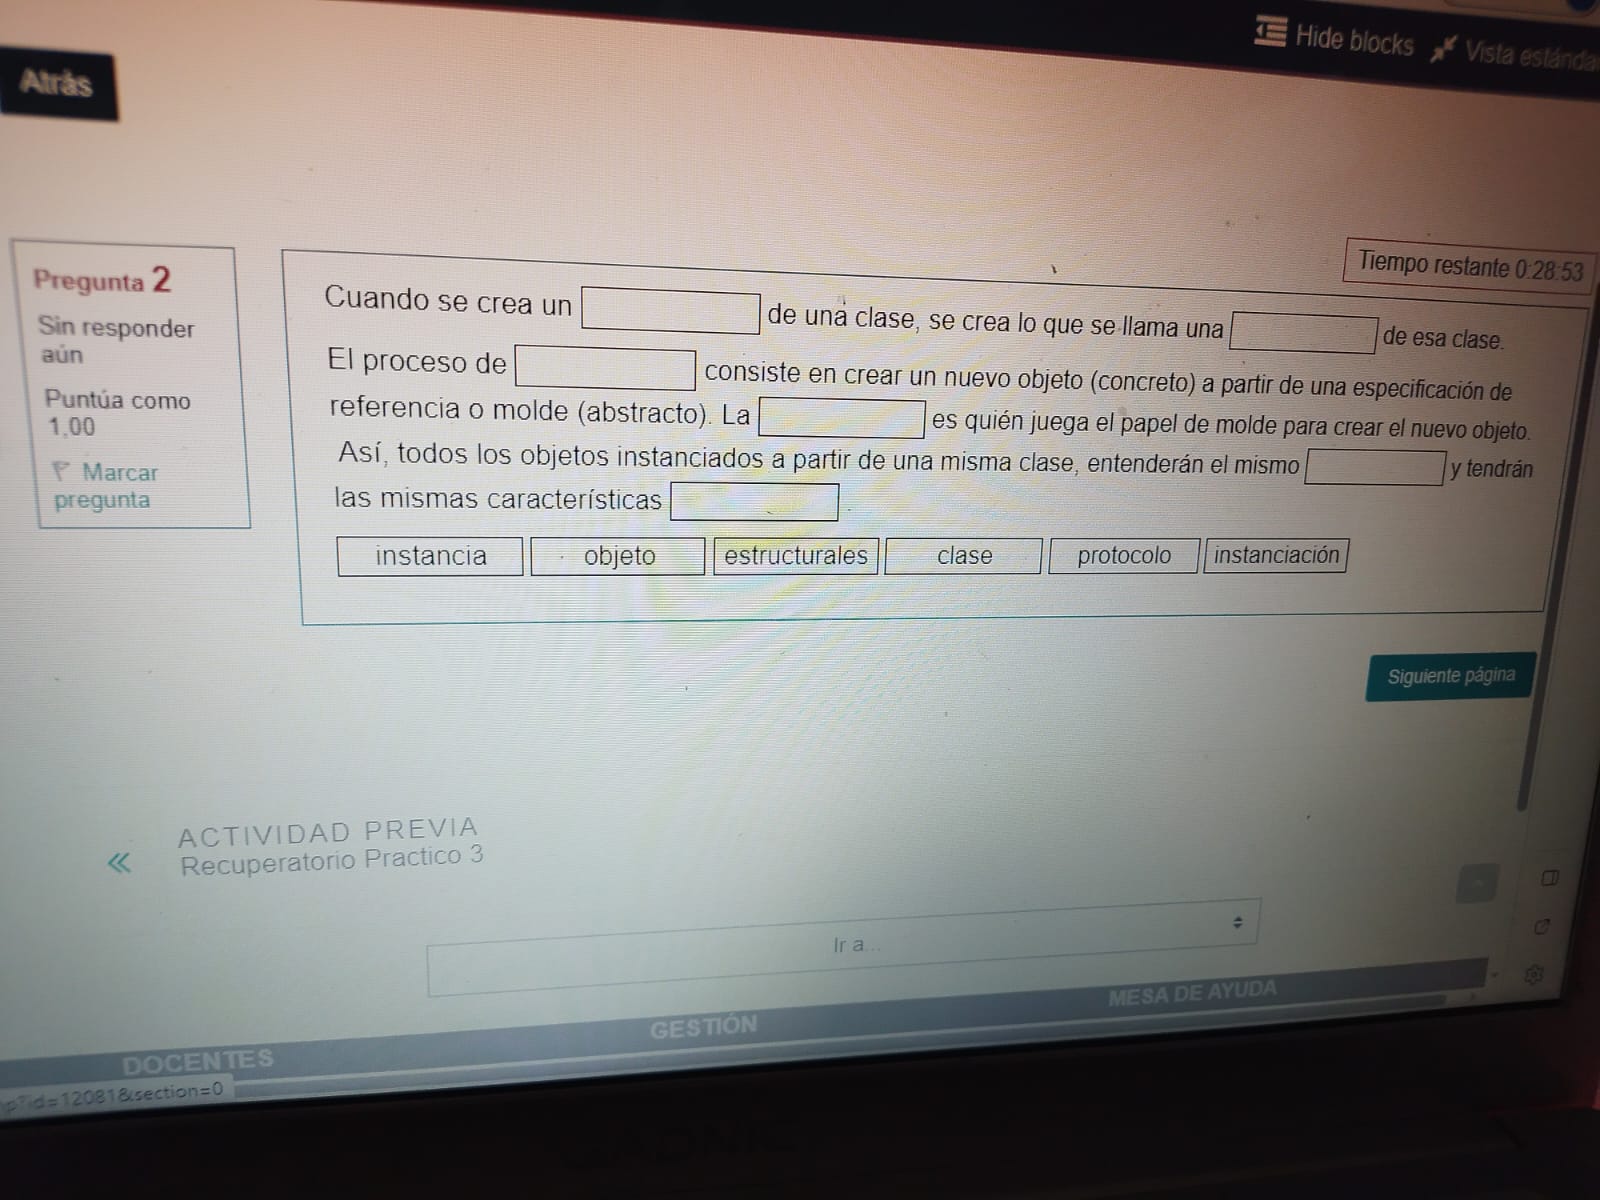 Hide blocks
Vista estánda
Atrás
Tiempo restante 0:28:53
Pregunta 2
Sin responder
aún
Puntúa como
1,00
Marcar
pregunta
Cuando se crea un de una clase, se crea lo que se llama una de esa clase.
El proceso de consiste en crear un nuevo objeto (concreto) a partir de una especificación de
referencia o molde (abstracto). La es quién juega el papel de molde para crear el nuevo objeto.
Así, todos los objetos instanciados a partir de una misma clase, entenderán el mismo y tendrán
las mismas características
instancia objeto estructurales clase protocolo instanciación
Siguiente página
ACTIVIDAD PREVIA
Recuperatorio Practico 3
Ir a...
DOCENTES GESTIÓN MESA DE AYUDA
p?id=12081&section=0